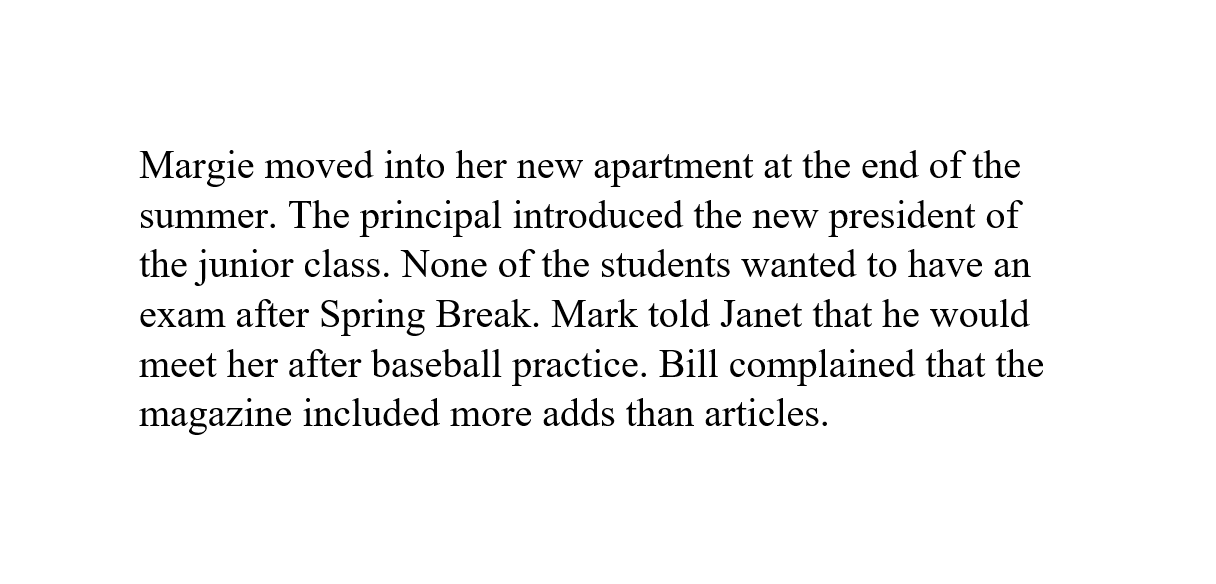 Margie moved into her new apartment at the end of the
summer. The principal introduced the new president of
the junior class. None of the students wanted to have an
exam after Spring Break. Mark told Janet that he would
meet her after baseball practice. Bill complained that the
magazine included more adds than articles.